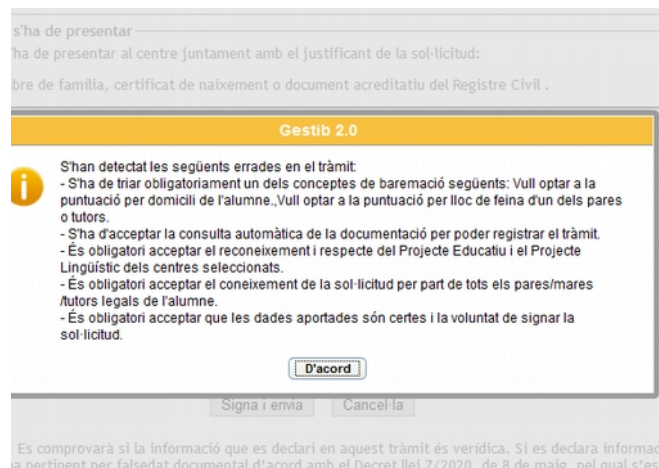 s'ha de presentar
'ha de presentar al centre juntament amb el justificant de la sol·licitud:
bre de família, certificat de naixement o document acreditatiu del Registre Civil .
Gestib 2.0
S'han detectat les següents errades en el tràmit:
- S'ha de triar obligatoriament un dels conceptes de baremació següents: Vull optar a la
puntuació per domicili de l'alumne.,Vull optar a la puntuació per lloc de feina d'un dels pares
o tutors.
- S'ha d'acceptar la consulta automàtica de la documentació per poder registrar el tràmit.
- És obligatori acceptar el reconeixement i respecte del Projecte Educatiu i el Projecte
Lingüístic dels centres seleccionats.
- És obligatori acceptar el coneixement de la sol·licitud per part de tots els pares/mares
/tutors legals de l'alumne.
- És obligatori acceptar que les dades aportades són certes i la voluntat de signar la
sol·licitud.
D'acord
Signa i envia Cancel·la
Es comprovarà si la informació que es declari en aquest tràmit és verídica. Si es declara informac
pertinent per falsedat documental d'acord amb el Decret llei 7/2020, de 8 de maig, pel qual s'es